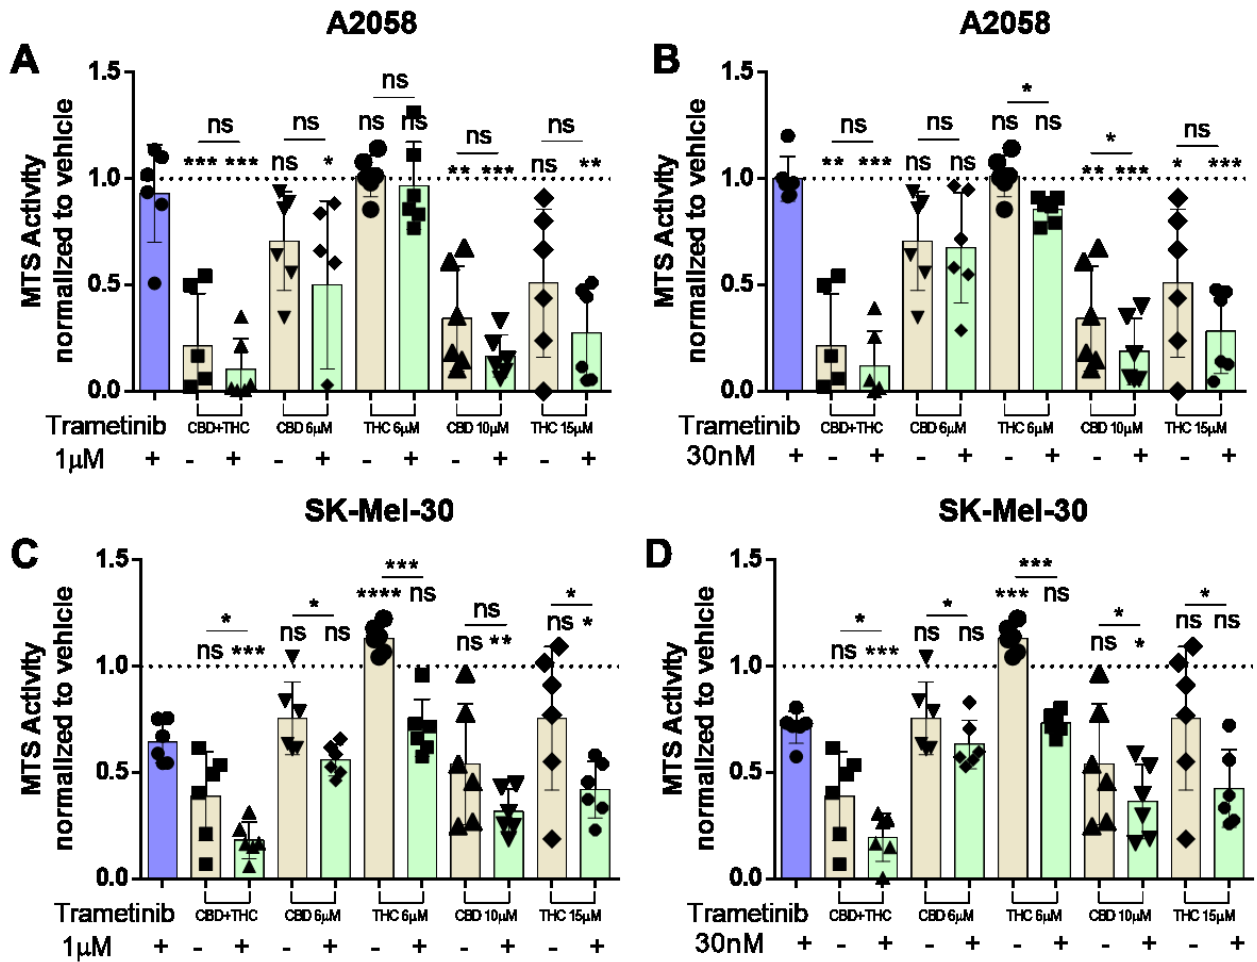 A2058
A
MTS Activity
normalized to vehicle
1.5
1.0
0.5
0.0
ns
ns
ns
ns
ns
*** ***
ns
*
ns
ns
** ***
ns
**
Trametinib
CBD+THC
CBD 6μM
THC 6μM
CBD 10μM
THC 15μM
1μM
+ - + - + - + - + - +
A2058
B
MTS Activity
normalized to vehicle
1.5
1.0
0.5
0.0
ns
ns
*
*
ns
** ***
ns
ns
ns
ns
** ***
*
***
Trametinib
CBD+THC
CBD 6μM
THC 6μM
CBD 10μM
THC 15μM
30nM
+ - + - + - + - + - +
SK-Mel-30
C
MTS Activity
normalized to vehicle
1.5
1.0
0.5
0.0
*
*
***
ns
*
ns ***
ns
ns
****
ns
ns **
ns
*
Trametinib
CBD+THC
CBD 6μM
THC 6μM
CBD 10μM
THC 15μM
1μM
+ - + - + - + - + - +
SK-Mel-30
D
MTS Activity
normalized to vehicle
1.5
1.0
0.5
0.0
*
*
***
*
*
ns ***
ns
ns
***
ns
ns
*
ns
ns
Trametinib
CBD+THC
CBD 6μM
THC 6μM
CBD 10μM
THC 15μM
30nM
+ - + - + - + - + - +